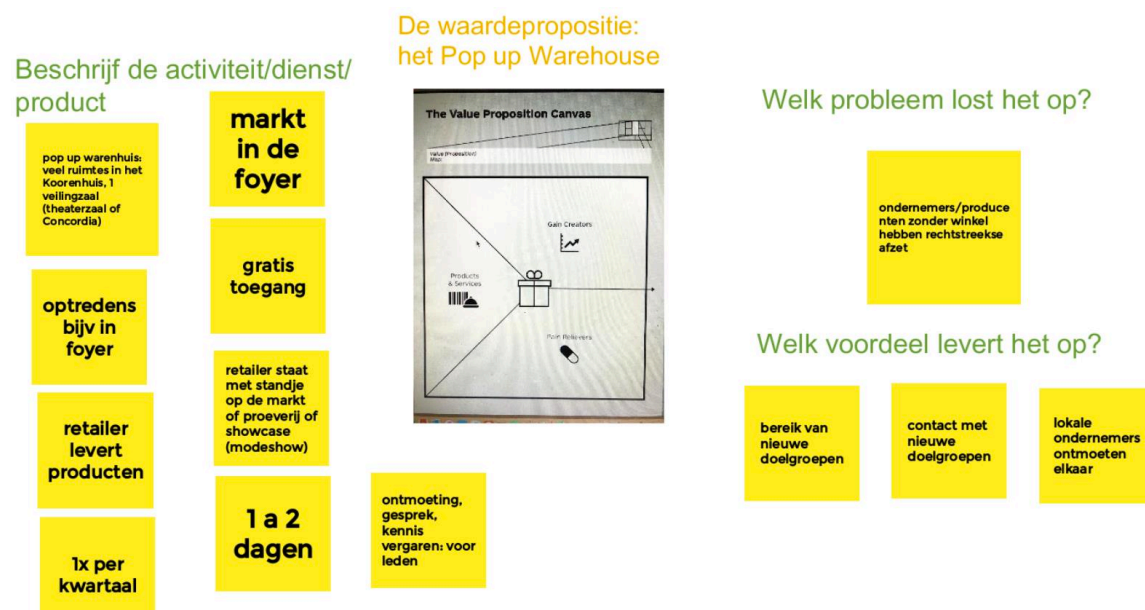 De waardepropositie:
het Pop up Warehouse
Beschrijf de activiteit/dienst/
product
pop up warenhuis:
veel ruimtes in het
Koorenhuis, 1
veilingzaal
(theaterzaal of
Concordia)
markt
in de
foyer
optredens
bijv in
foyer
gratis
toegang
retailer
levert
producten
retailer staat
met standje
op de markt
of proeverij of
showcase
(modeshow)
1x per
kwartaal
1 a 2
dagen
ontmoeting,
gesprek,
kennis
vergaren: voor
leden
The Value Proposition Canvas
Value (Proposition)
Map
Gain Creators
Products
& Services
Pain Relievers
Welk probleem lost het op?
ondernemers/produce
nten zonder winkel
hebben rechtstreekse
afzet
Welk voordeel levert het op?
bereik van
nieuwe
doelgroepen
contact met
nieuwe
doelgroepen
lokale
ondernemers
ontmoeten
elkaar